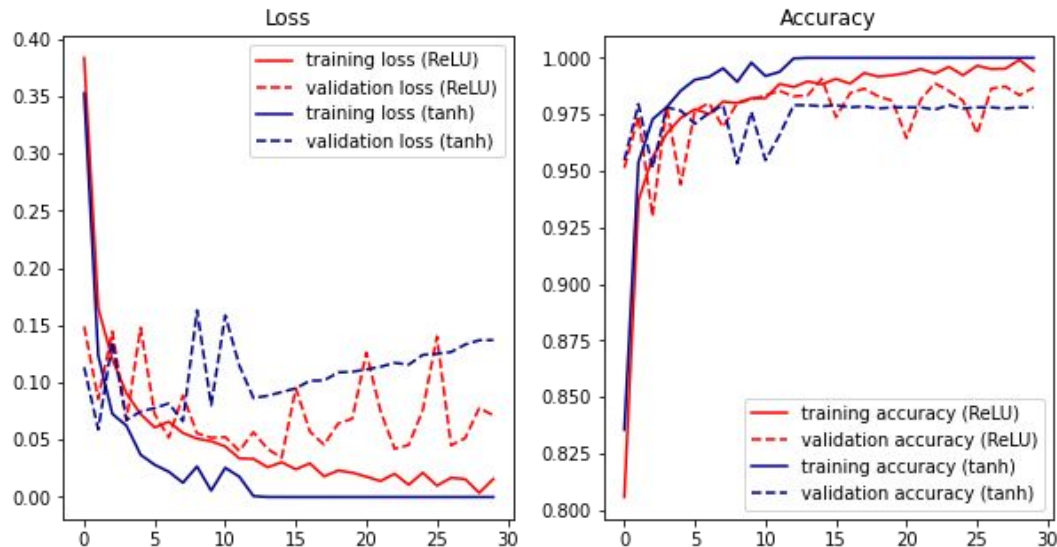 Loss
0.40
0.35
0.30
0.25
0.20
0.15
0.10
0.05
0.00
0 5 10 15 20 25 30
training loss (ReLU)
validation loss (ReLU)
training loss (tanh)
validation loss (tanh)
Accuracy
1.000
0.975
0.950
0.925
0.900
0.875
0.850
0.825
0.800
0 5 10 15 20 25 30
training accuracy (ReLU)
validation accuracy (ReLU)
training accuracy (tanh)
validation accuracy (tanh)